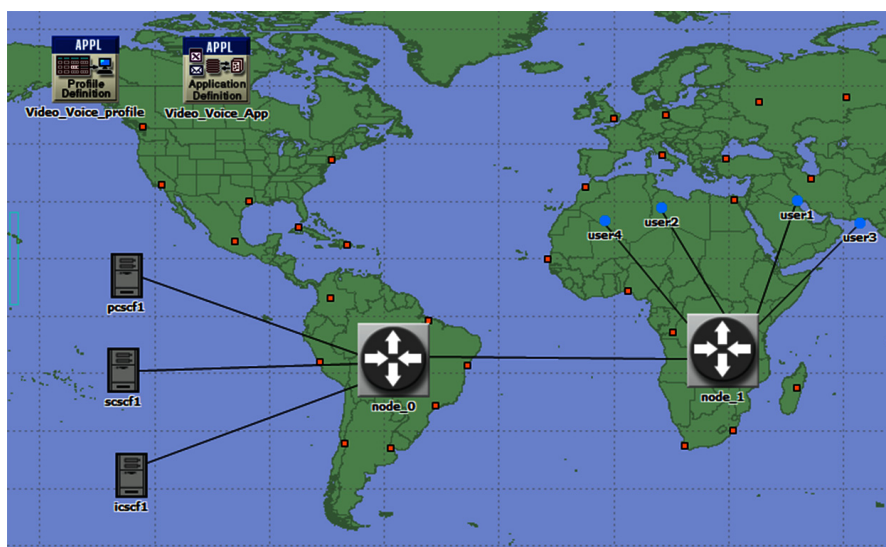 APPL
Profile
Definition
Video_Voice_profile
APPL
Application
Definition
Video_Voice_App
user4
user2
user1
user3
pcscf1
node_0
node_1
scscf1
icscf1